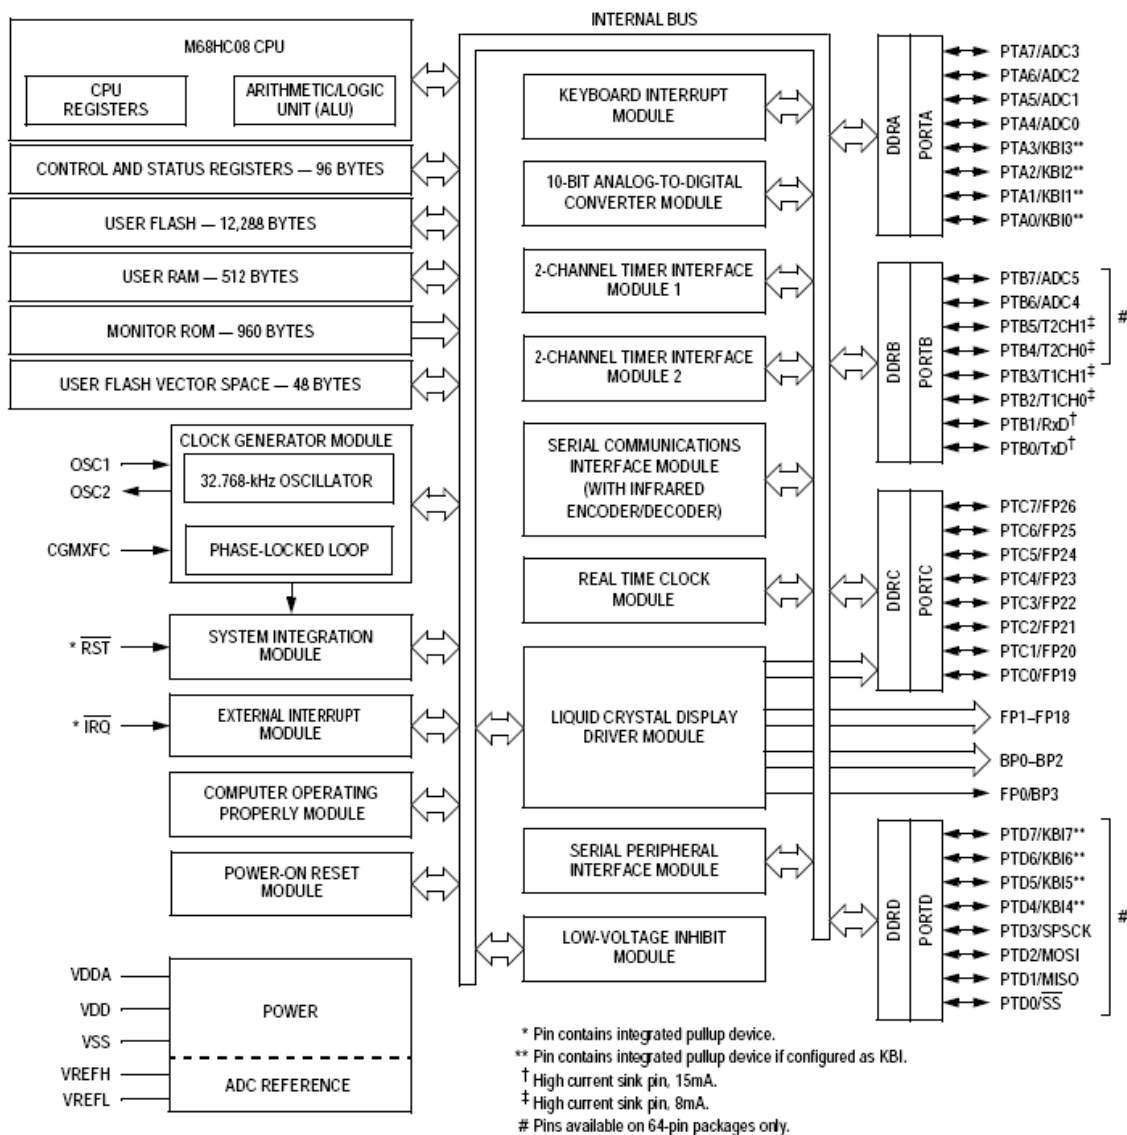 INTERNAL BUS
M68HC08 CPU
CPU
REGISTERS
ARITHMETIC/LOGIC
UNIT (ALU)
CONTROL AND STATUS REGISTERS — 96 BYTES
USER FLASH — 12,288 BYTES
USER RAM — 512 BYTES
MONITOR ROM — 960 BYTES
USER FLASH VECTOR SPACE — 48 BYTES
CLOCK GENERATOR MODULE
32.768-kHz OSCILLATOR
PHASE-LOCKED LOOP
OSC1
OSC2
CGMXFC
* R̅S̅T̅
SYSTEM INTEGRATION
MODULE
* I̅R̅Q̅
EXTERNAL INTERRUPT
MODULE
COMPUTER OPERATING
PROPERLY MODULE
POWER-ON RESET
MODULE
VDDA
VDD
VSS
VREFH
VREFL
POWER
ADC REFERENCE
KEYBOARD INTERRUPT
MODULE
10-BIT ANALOG-TO-DIGITAL
CONVERTER MODULE
2-CHANNEL TIMER INTERFACE
MODULE 1
2-CHANNEL TIMER INTERFACE
MODULE 2
SERIAL COMMUNICATIONS
INTERFACE MODULE
(WITH INFRARED
ENCODER/DECODER)
REAL TIME CLOCK
MODULE
LIQUID CRYSTAL DISPLAY
DRIVER MODULE
SERIAL PERIPHERAL
INTERFACE MODULE
LOW-VOLTAGE INHIBIT
MODULE
DDRA
PORTA
PTA7/ADC3
PTA6/ADC2
PTA5/ADC1
PTA4/ADC0
PTA3/KBI3**
PTA2/KBI2**
PTA1/KBI1**
PTA0/KBI0**
DDRB
PORTB
PTB7/ADC5
PTB6/ADC4
PTB5/T2CH1‡
PTB4/T2CH0‡
PTB3/T1CH1‡
PTB2/T1CH0‡
PTB1/RxD†
PTB0/TxD†
#
DDRC
PORTC
PTC7/FP26
PTC6/FP25
PTC5/FP24
PTC4/FP23
PTC3/FP22
PTC2/FP21
PTC1/FP20
PTC0/FP19
FP1–FP18
BP0–BP2
FP0/BP3
DDRD
PORTD
PTD7/KBI7**
PTD6/KBI6**
PTD5/KBI5**
PTD4/KBI4**
PTD3/SPSCK
PTD2/MOSI
PTD1/MISO
PTD0/S̅S̅
#
* Pin contains integrated pullup device.
** Pin contains integrated pullup device if configured as KBI.
† High current sink pin, 15mA.
‡ High current sink pin, 8mA.
# Pins available on 64-pin packages only.